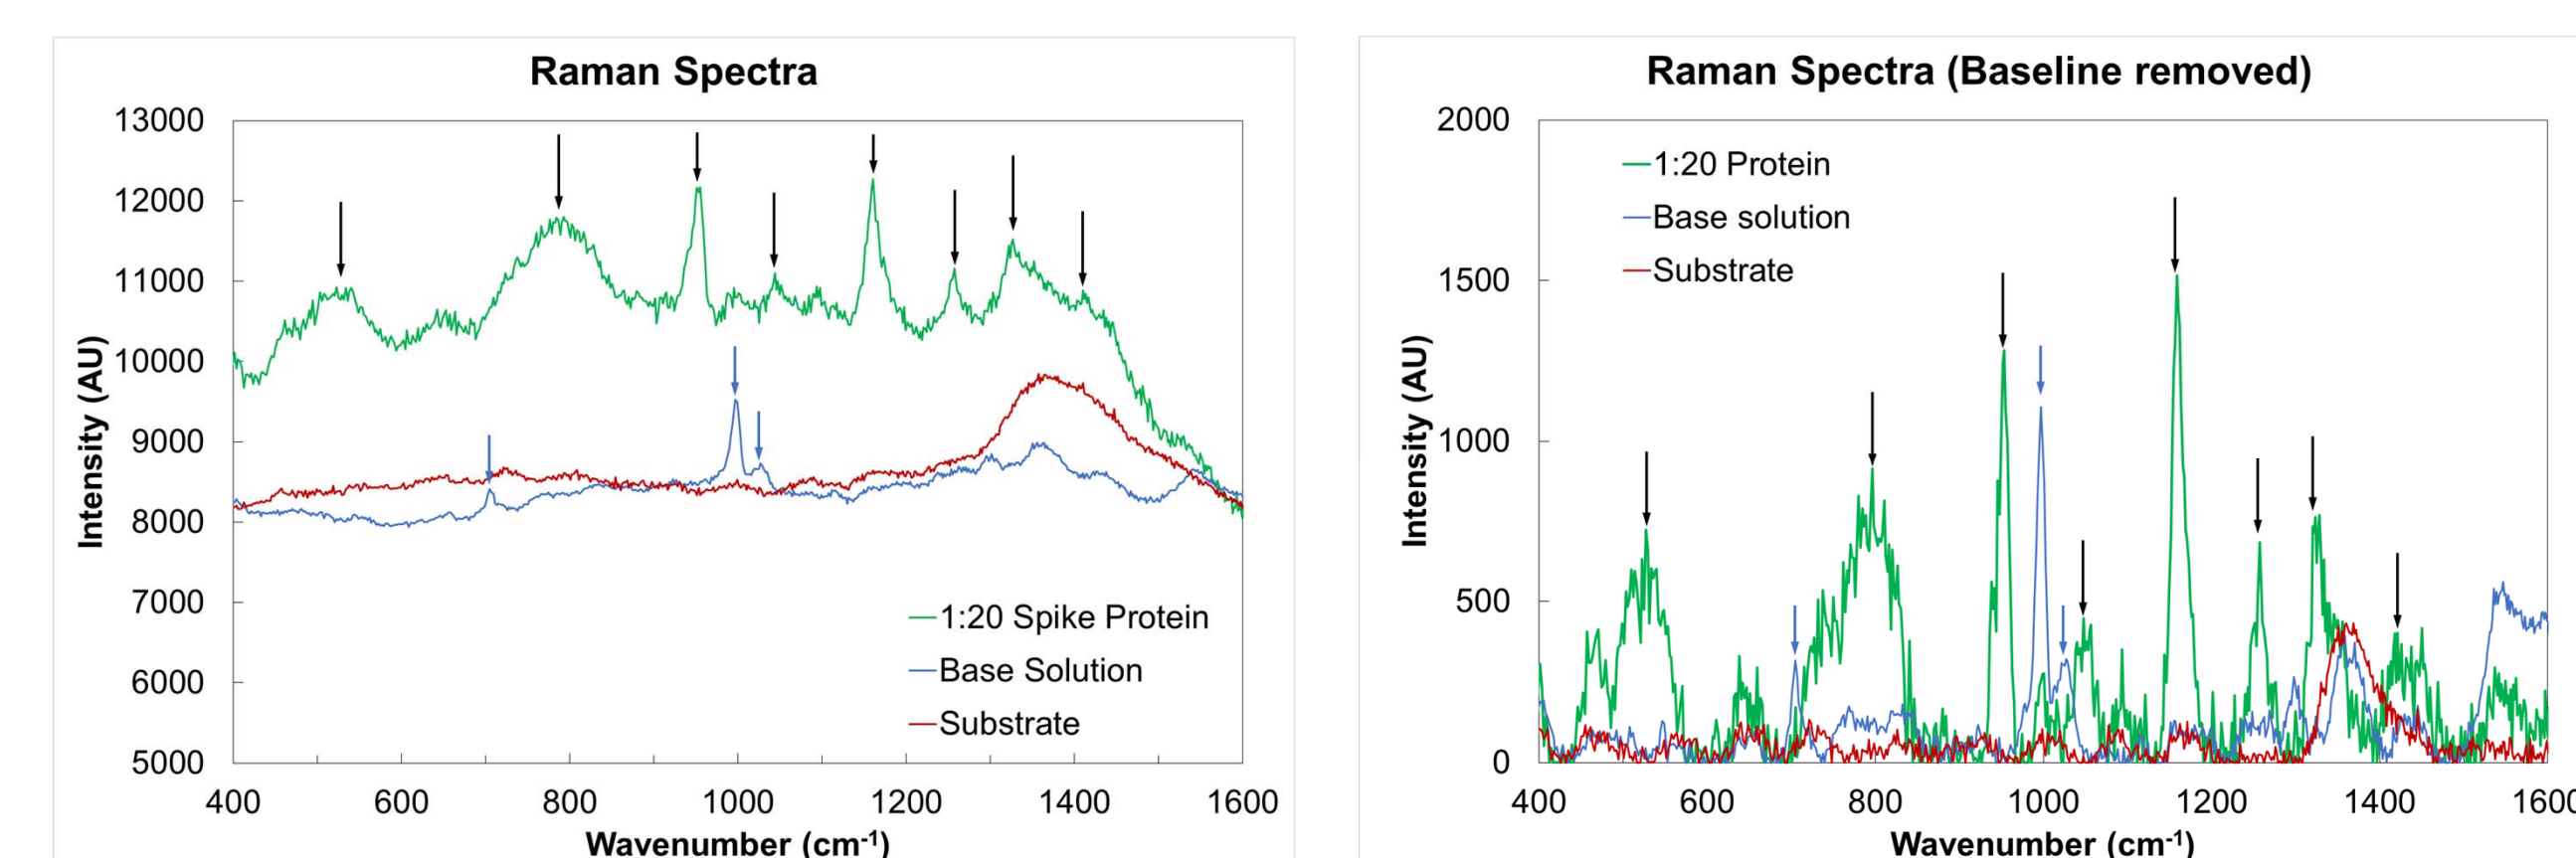 Raman Spectra
13000
12000
11000
10000
9000
8000
7000
6000
5000
Intensity (AU)
1:20 Spike Protein
Base Solution
Substrate
400 600 800 1000 1200 1400 1600
Wavenumber (cm⁻¹)
Raman Spectra (Baseline removed)
2000
1500
1000
500
0
Intensity (AU)
1:20 Protein
Base solution
Substrate
400 600 800 1000 1200 1400 1600
Wavenumber (cm⁻¹)